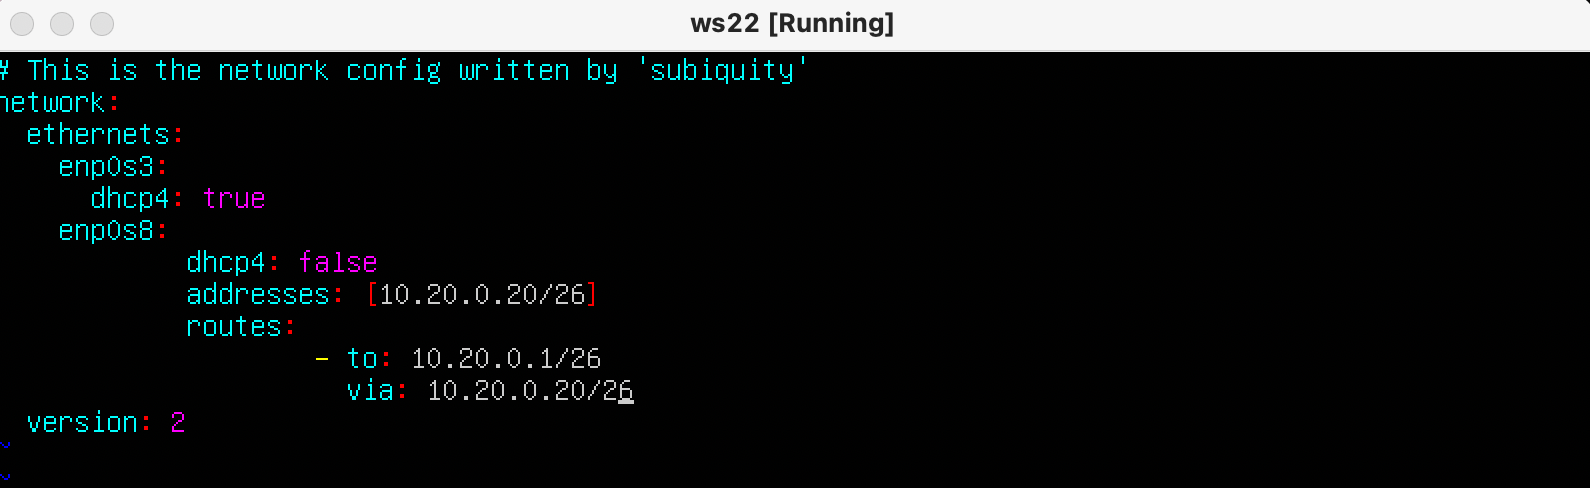 ws22 [Running]
# This is the network config written by 'subiquity'
network:
  ethernets:
    enp0s3:
      dhcp4: true
    enp0s8:
            dhcp4: false
            addresses: [10.20.0.20/26]
            routes:
                    - to: 10.20.0.1/26
                      via: 10.20.0.20/26
  version: 2
~
~